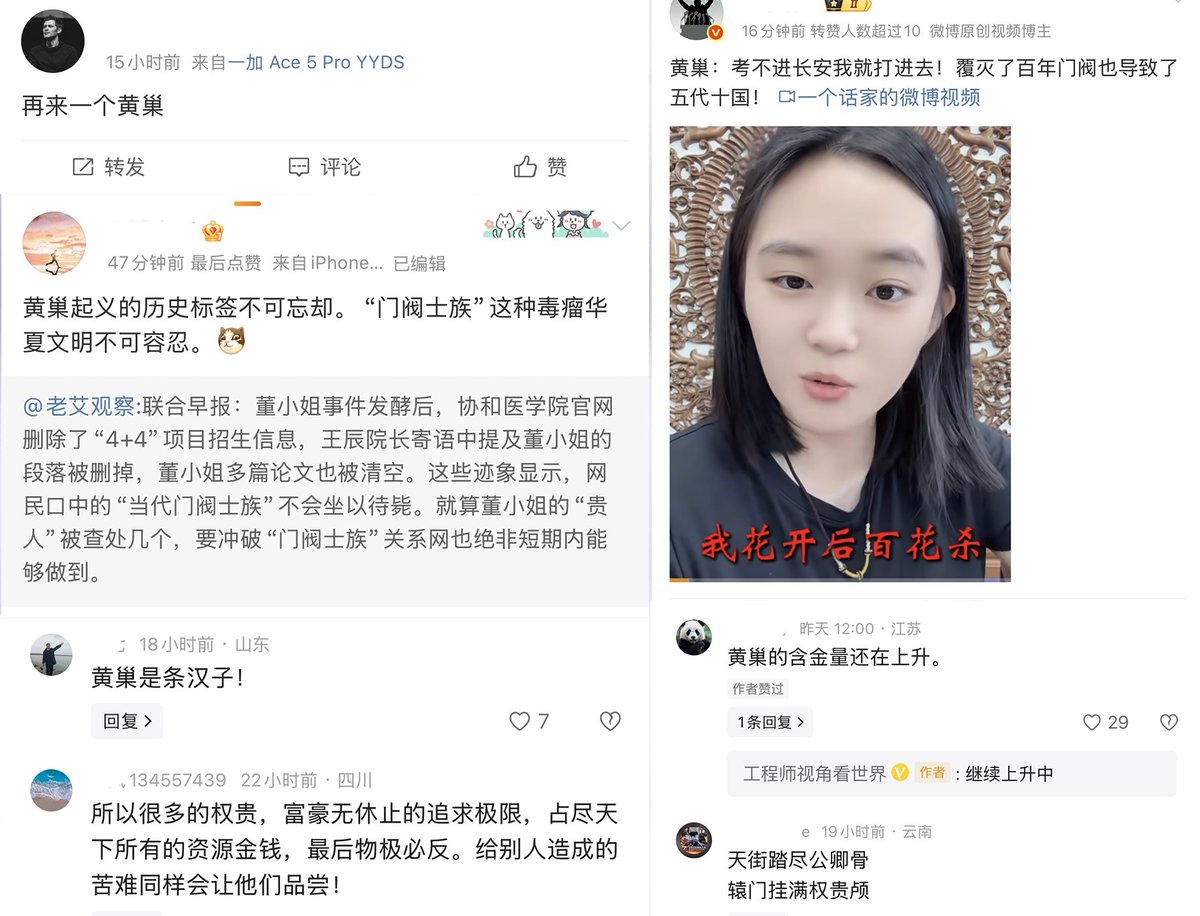 15小时前 来自一加 Ace 5 Pro YYDS
再来一个黄巢
转发 评论 赞
47分钟前 最后点赞 来自iPhone... 已编辑
黄巢起义的历史标签不可忘却。“门阀士族”这种毒瘤华
夏文明不可容忍。
@老艾观察:联合早报：董小姐事件发酵后，协和医学院官网
删除了“4+4”项目招生信息，王辰院长寄语中提及董小姐的
段落被删掉，董小姐多篇论文也被清空。这些迹象显示，网
民口中的“当代门阀士族”不会坐以待毙。就算董小姐的“贵
人”被查处几个，要冲破“门阀士族”关系网也绝非短期内能
够做到。
18小时前 · 山东
黄巢是条汉子！
回复 7
134557439 22小时前 · 四川
所以很多的权贵，富豪无休止的追求极限，占尽天
下所有的资源金钱，最后物极必反。给别人造成的
苦难同样会让他们品尝！
II
16分钟前 转赞人数超过10 微博原创视频博主
黄巢：考不进长安我就打进去！覆灭了百年门阀也导致了
五代十国！ 一个话家的微博视频
我花开后百花杀
昨天 12:00 · 江苏
黄巢的含金量还在上升。
作者赞过
1条回复 29
工程师视角看世界 作者 : 继续上升中
e 19小时前 · 云南
天街踏尽公卿骨
辕门挂满权贵颅